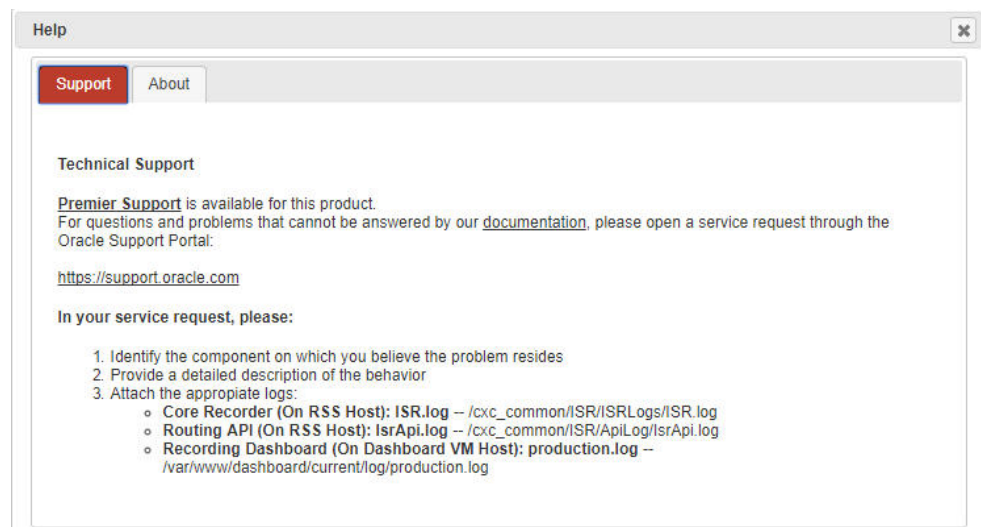 Help
Support About
Technical Support
Premier Support is available for this product.
For questions and problems that cannot be answered by our documentation, please open a service request through the
Oracle Support Portal:
https://support.oracle.com
In your service request, please:
1. Identify the component on which you believe the problem resides
2. Provide a detailed description of the behavior
3. Attach the appropiate logs:
Core Recorder (On RSS Host): ISR.log -- /cxc_common/ISR/ISRLogs/ISR.log
Routing API (On RSS Host): IsrApi.log -- /cxc_common/ISR/ApiLog/IsrApi.log
Recording Dashboard (On Dashboard VM Host): production.log --
/var/www/dashboard/current/log/production.log